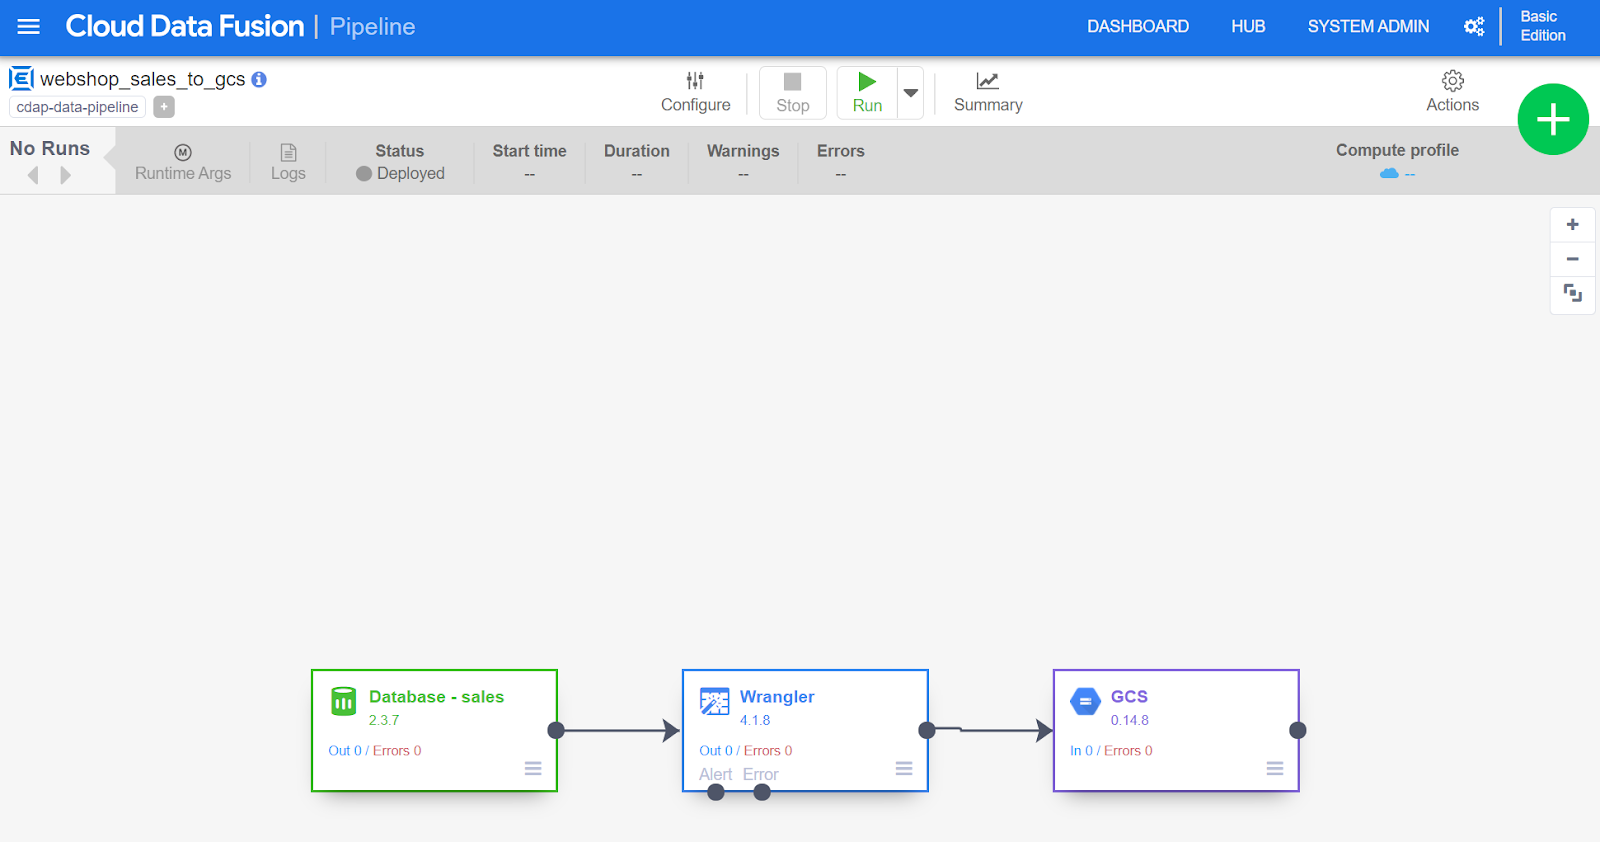 Cloud Data Fusion | Pipeline
DASHBOARD
HUB
SYSTEM ADMIN
Basic
Edition
webshop_sales_to_gcs
cdap-data-pipeline
+
Configure
Stop
Run
Summary
Actions
No Runs
M
Runtime Args
Logs
Status
Deployed
Start time
--
Duration
--
Warnings
--
Errors
--
Compute profile
--
Database - sales
2.3.7
Out 0 / Errors 0
Wrangler
4.1.8
Out 0 / Errors 0
Alert Error
GCS
0.14.8
In 0 / Errors 0